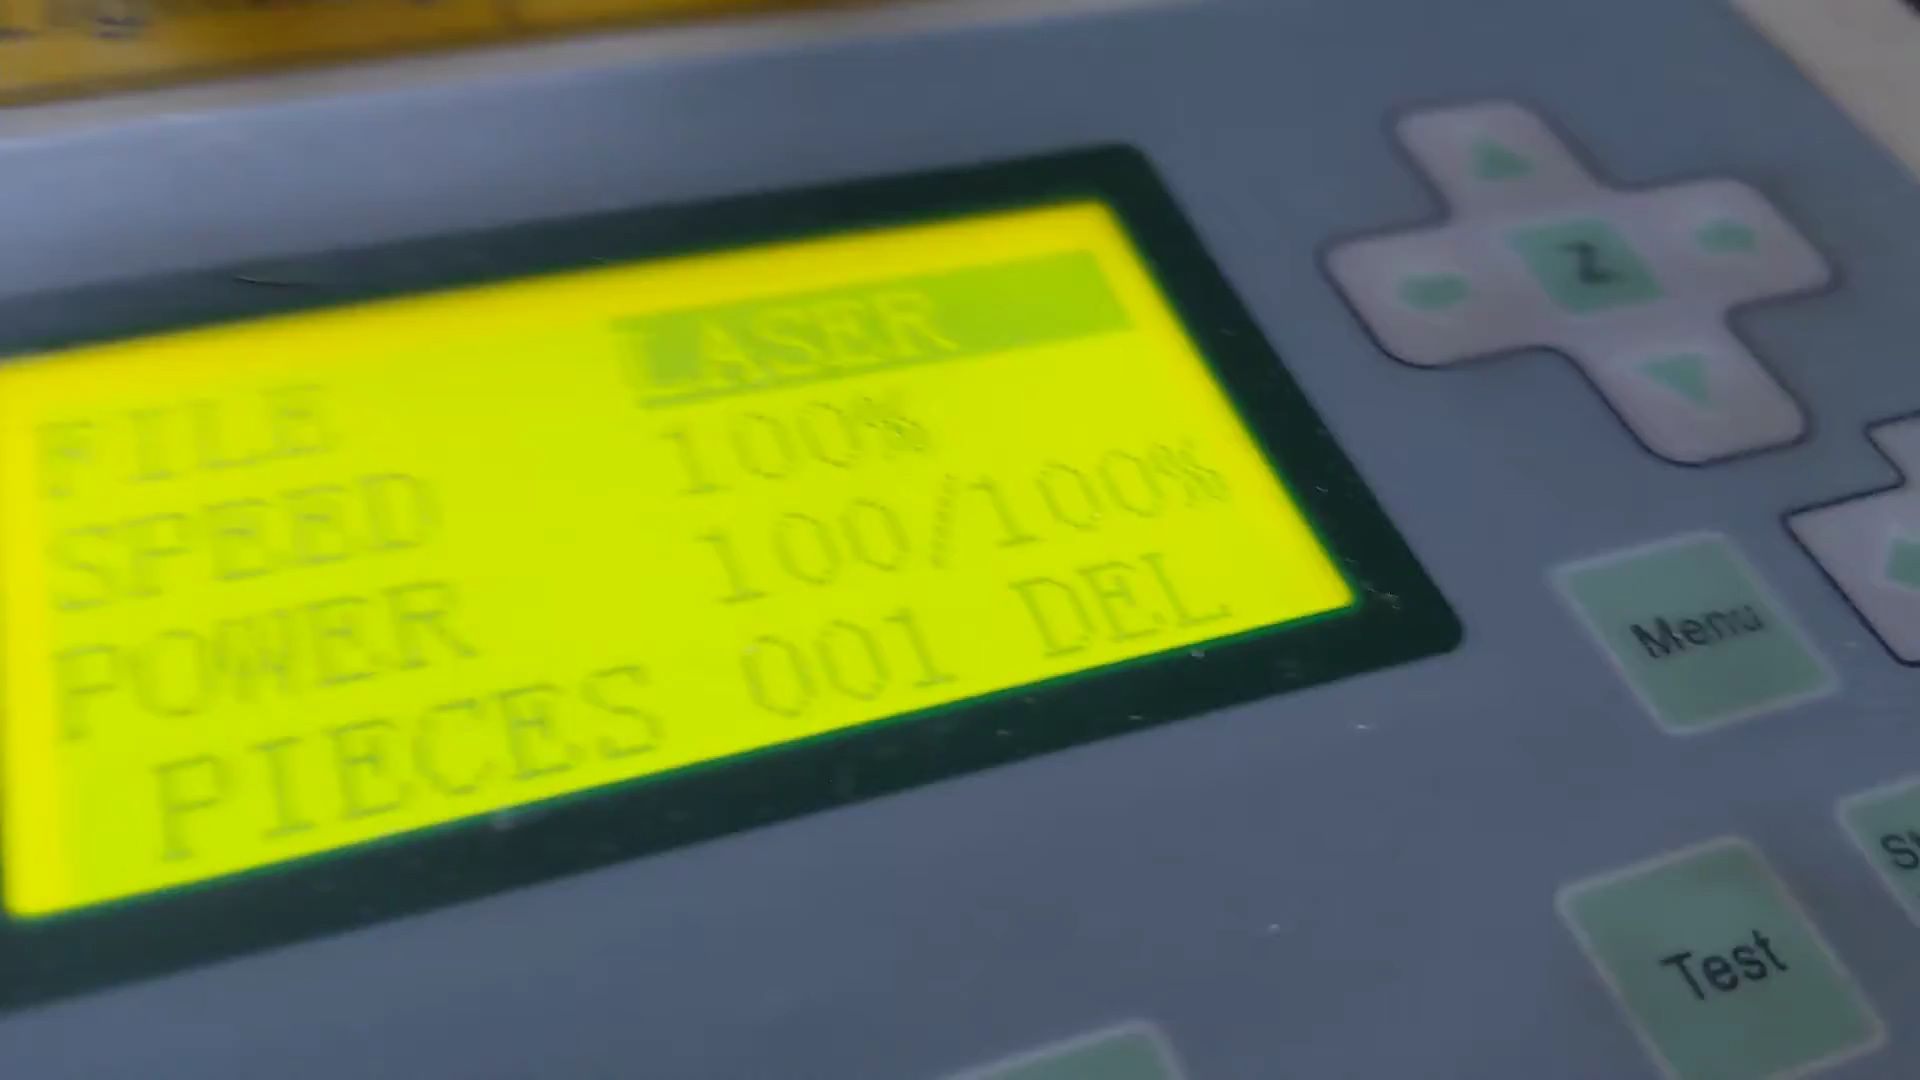 FILE LASER
SPEED 100%
POWER 100/100%
PIECES 001 DEL
Z
Menu
Test